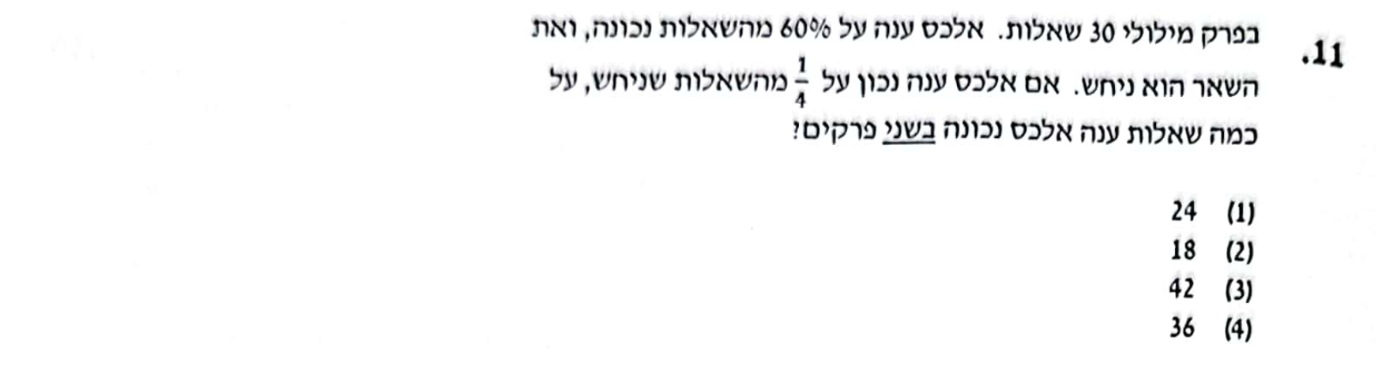 11. בפרק מילולי 30 שאלות. אלכס ענה על 60% מהשאלות נכונה, ואת
השאר הוא ניחש. אם אלכס ענה נכון על 1/4 מהשאלות שניחש, על
כמה שאלות ענה אלכס נכונה בשני פרקים?
(1) 24
(2) 18
(3) 42
(4) 36